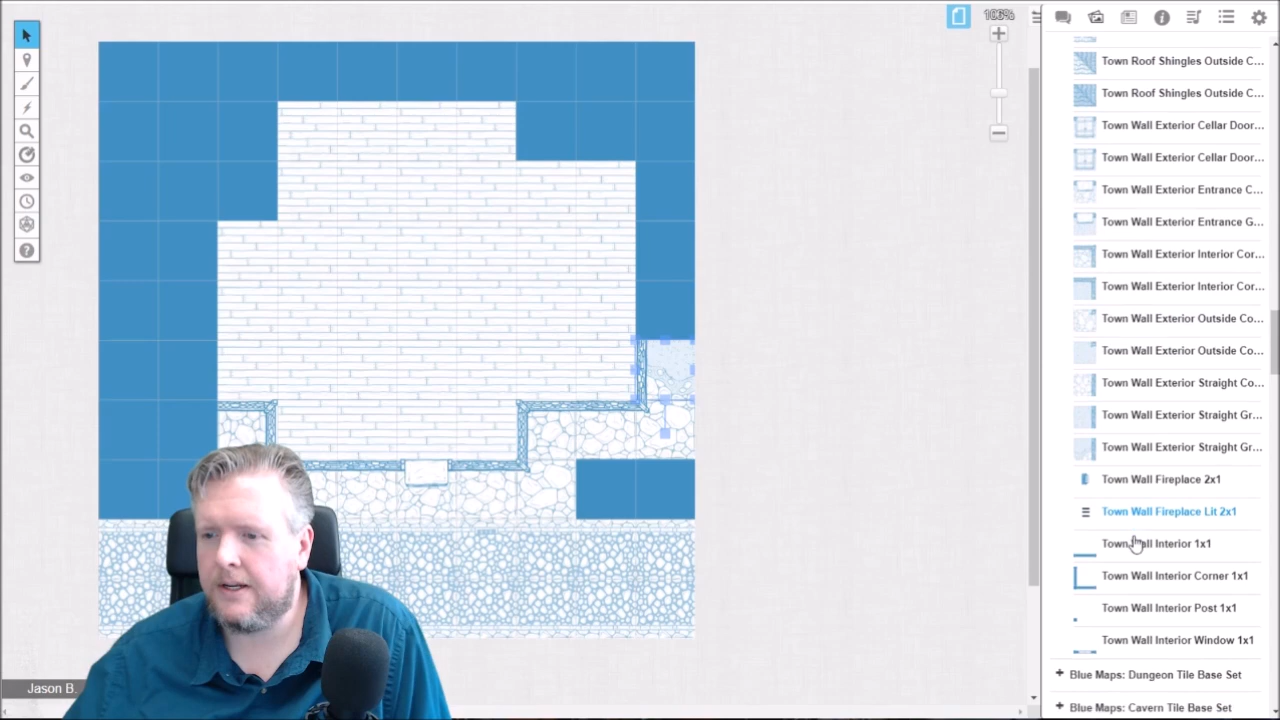 100%
Town Roof Shingles Outside C...
Town Roof Shingles Outside C...
Town Wall Exterior Cellar Door...
Town Wall Exterior Cellar Door...
Town Wall Exterior Entrance C...
Town Wall Exterior Entrance G...
Town Wall Exterior Interior Cor...
Town Wall Exterior Interior Cor...
Town Wall Exterior Outside Co...
Town Wall Exterior Outside Co...
Town Wall Exterior Straight Co...
Town Wall Exterior Straight Gr...
Town Wall Exterior Straight Gr...
Town Wall Fireplace 2x1
Town Wall Fireplace Lit 2x1
Town Wall Interior 1x1
Town Wall Interior Corner 1x1
Town Wall Interior Post 1x1
Town Wall Interior Window 1x1
Blue Maps: Dungeon Tile Base Set
Blue Maps: Cavern Tile Base Set
Jason B.